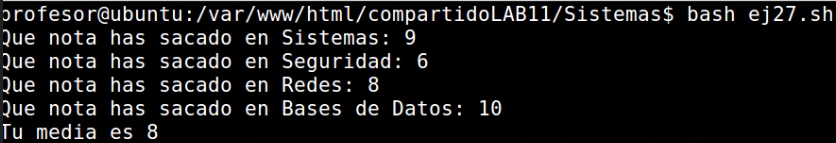 profesor@ubuntu:/var/www/html/compartidoLAB11/Sistemas$ bash ej27.sh
Que nota has sacado en Sistemas: 9
Que nota has sacado en Seguridad: 6
Que nota has sacado en Redes: 8
Que nota has sacado en Bases de Datos: 10
Tu media es 8